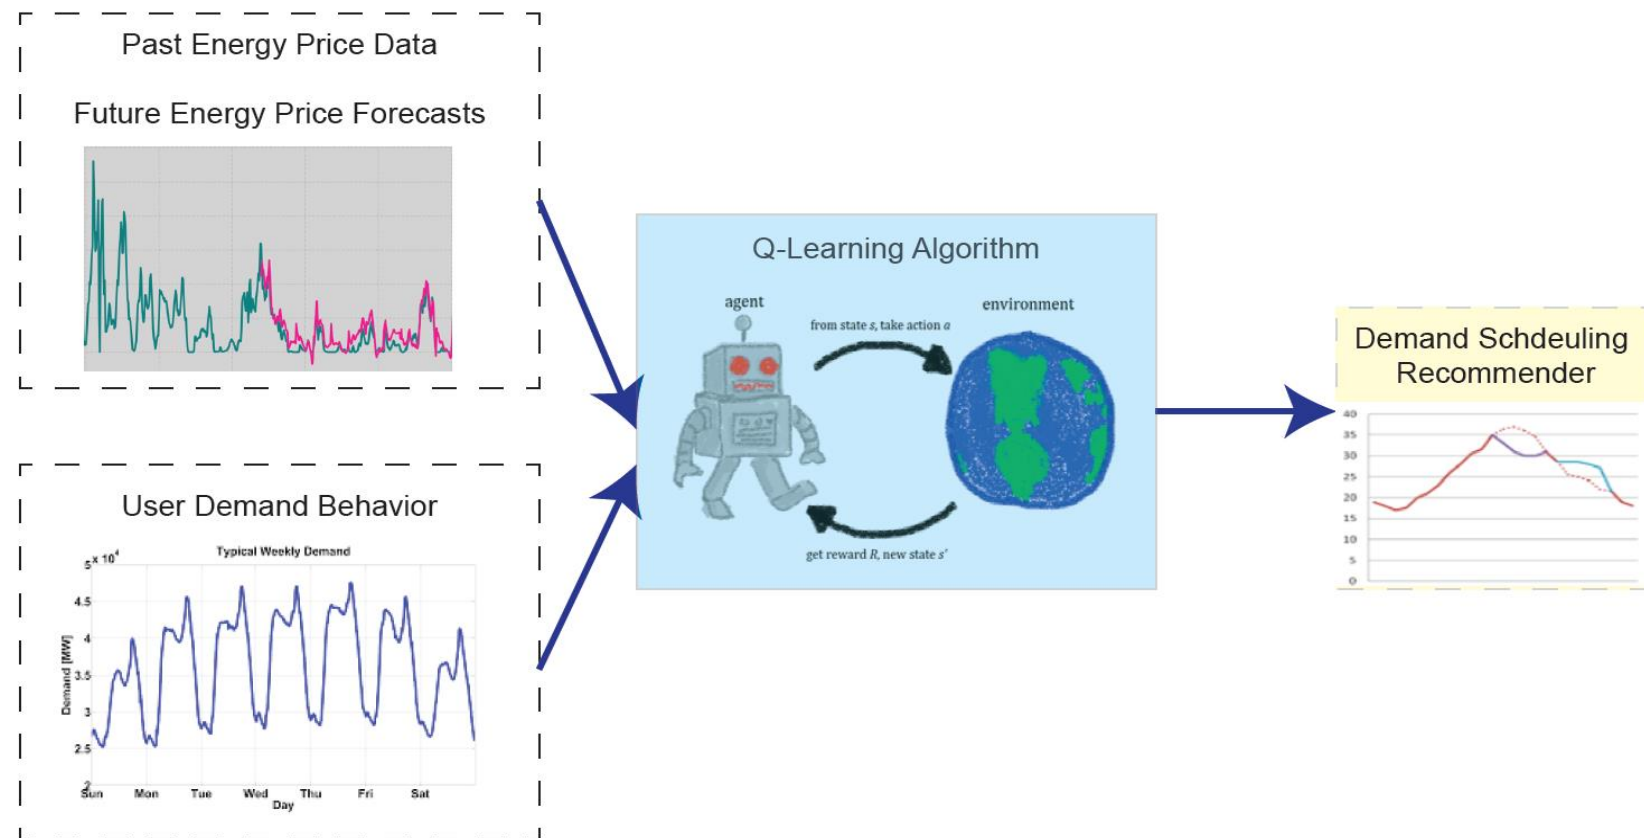 Past Energy Price Data
Future Energy Price Forecasts
User Demand Behavior
Typical Weekly Demand
x 10⁴
5
4.5
4
3.5
3
2.5
2
Demand [MW]
Sun Mon Tue Wed Thu Fri Sat
Day
Q-Learning Algorithm
agent
environment
from state s, take action a
get reward R, new state s'
Demand Schdeuling
Recommender
40
35
30
25
20
15
10
5
0